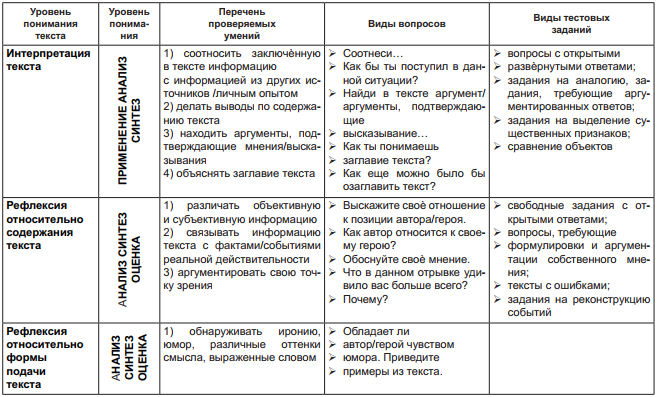 Уровень понимания текста
Уровень понима-ния
Перечень проверяемых умений
Виды вопросов
Виды тестовых заданий
Интерпретация
текста
ПРИМЕНЕНИЕ АНАЛИЗ
СИНТЕЗ
1) соотносить заключѐнную
в тексте информацию
с информацией из других ис-
точников /личным опытом
2) делать выводы по содержа-
нию текста
3) находить аргументы, под-
тверждающие мнения/выска-
зывания
4) объяснять заглавие текста
➢ Соотнеси…
➢ Как бы ты поступил в дан-
ной ситуации?
➢ Найди в тексте аргумент/
аргументы, подтверждаю-
щие
➢ высказывание…
➢ Как ты понимаешь
➢ заглавие текста?
➢ Как еще можно было бы
озаглавить текст?
➢ вопросы с открытыми
➢ развѐрнутыми ответами;
➢ задания на аналогию, за-
дания, требующие аргу-
ментированных ответов;
➢ задания на выделение су-
щественных признаков;
➢ сравнение объектов
Рефлексия
относительно
содержания
текста
АНАЛИЗ СИНТЕЗ
ОЦЕНКА
1) различать объективную
и субъективную информацию
2) связывать информацию
текста с фактами/событиями
реальной действительности
3) аргументировать свою точ-
ку зрения
➢ Выскажите своѐ отношение
к позиции автора/героя.
➢ Как автор относится к свое-
му герою?
➢ Обоснуйте своѐ мнение.
➢ Что в данном отрывке уди-
вило вас больше всего?
➢ Почему?
➢ свободные задания с от-
крытыми ответами;
➢ вопросы, требующие
➢ формулировки и аргумен-
тации собственного мне-
ния;
➢ тексты с ошибками;
➢ задания на реконструкцию
событий
Рефлексия
относительно
формы
подачи
текста
АНАЛИЗ
СИНТЕЗ
ОЦЕНКА
1) обнаруживать иронию,
юмор, различные оттенки
смысла, выраженные словом
➢ Обладает ли
➢ автор/герой чувством
➢ юмора. Приведите
➢ примеры из текста.